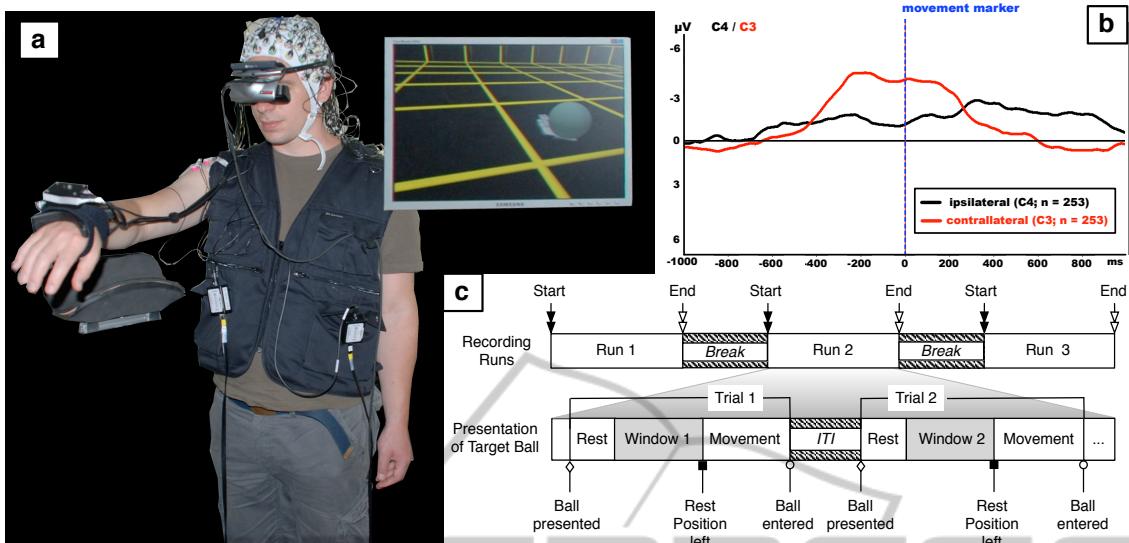 a
SAMSUNG
movement marker
b
µV C4 / C3
-6
-3
0
3
6
-1000 -800 -600 -400 -200 0 200 400 600 800 ms
ipsilateral (C4; n = 253)
contrallateral (C3; n = 253)
c
Start End Start End Start End
Recording Runs
Run 1 Break Run 2 Break Run 3
Trial 1 Trial 2
Presentation of Target Ball
Rest Window 1 Movement ITI Rest Window 2 Movement ...
Ball presented
Rest Position left
Ball entered
Ball presented
Rest Position left
Ball entered